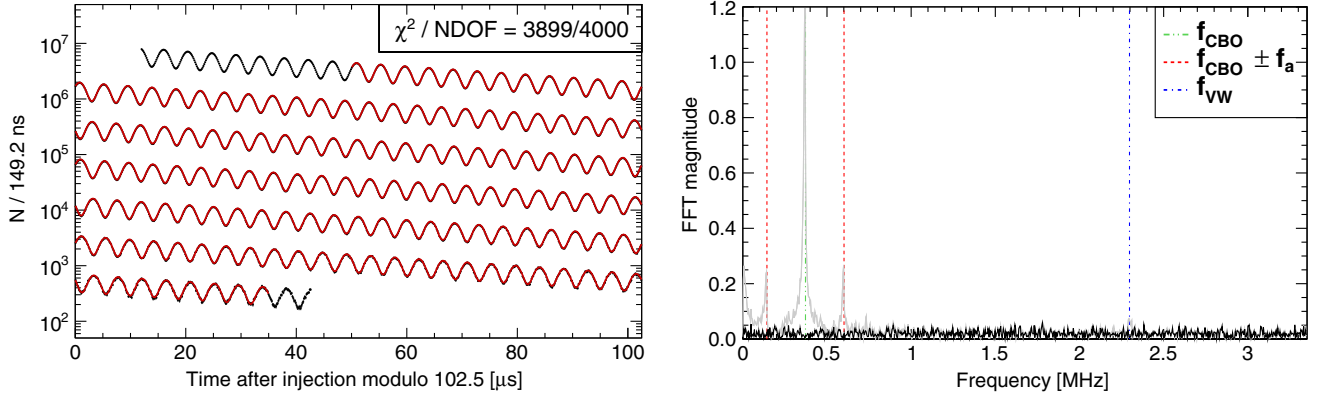 χ² / NDOF = 3899/4000
N / 149.2 ns
10⁷
10⁶
10⁵
10⁴
10³
10²
0 20 40 60 80 100
Time after injection modulo 102.5 [μs]
f_CBO
f_CBO ± f_a
f_VW
FFT magnitude
1.2
1.0
0.8
0.6
0.4
0.2
0.0
0 0.5 1 1.5 2 2.5 3
Frequency [MHz]